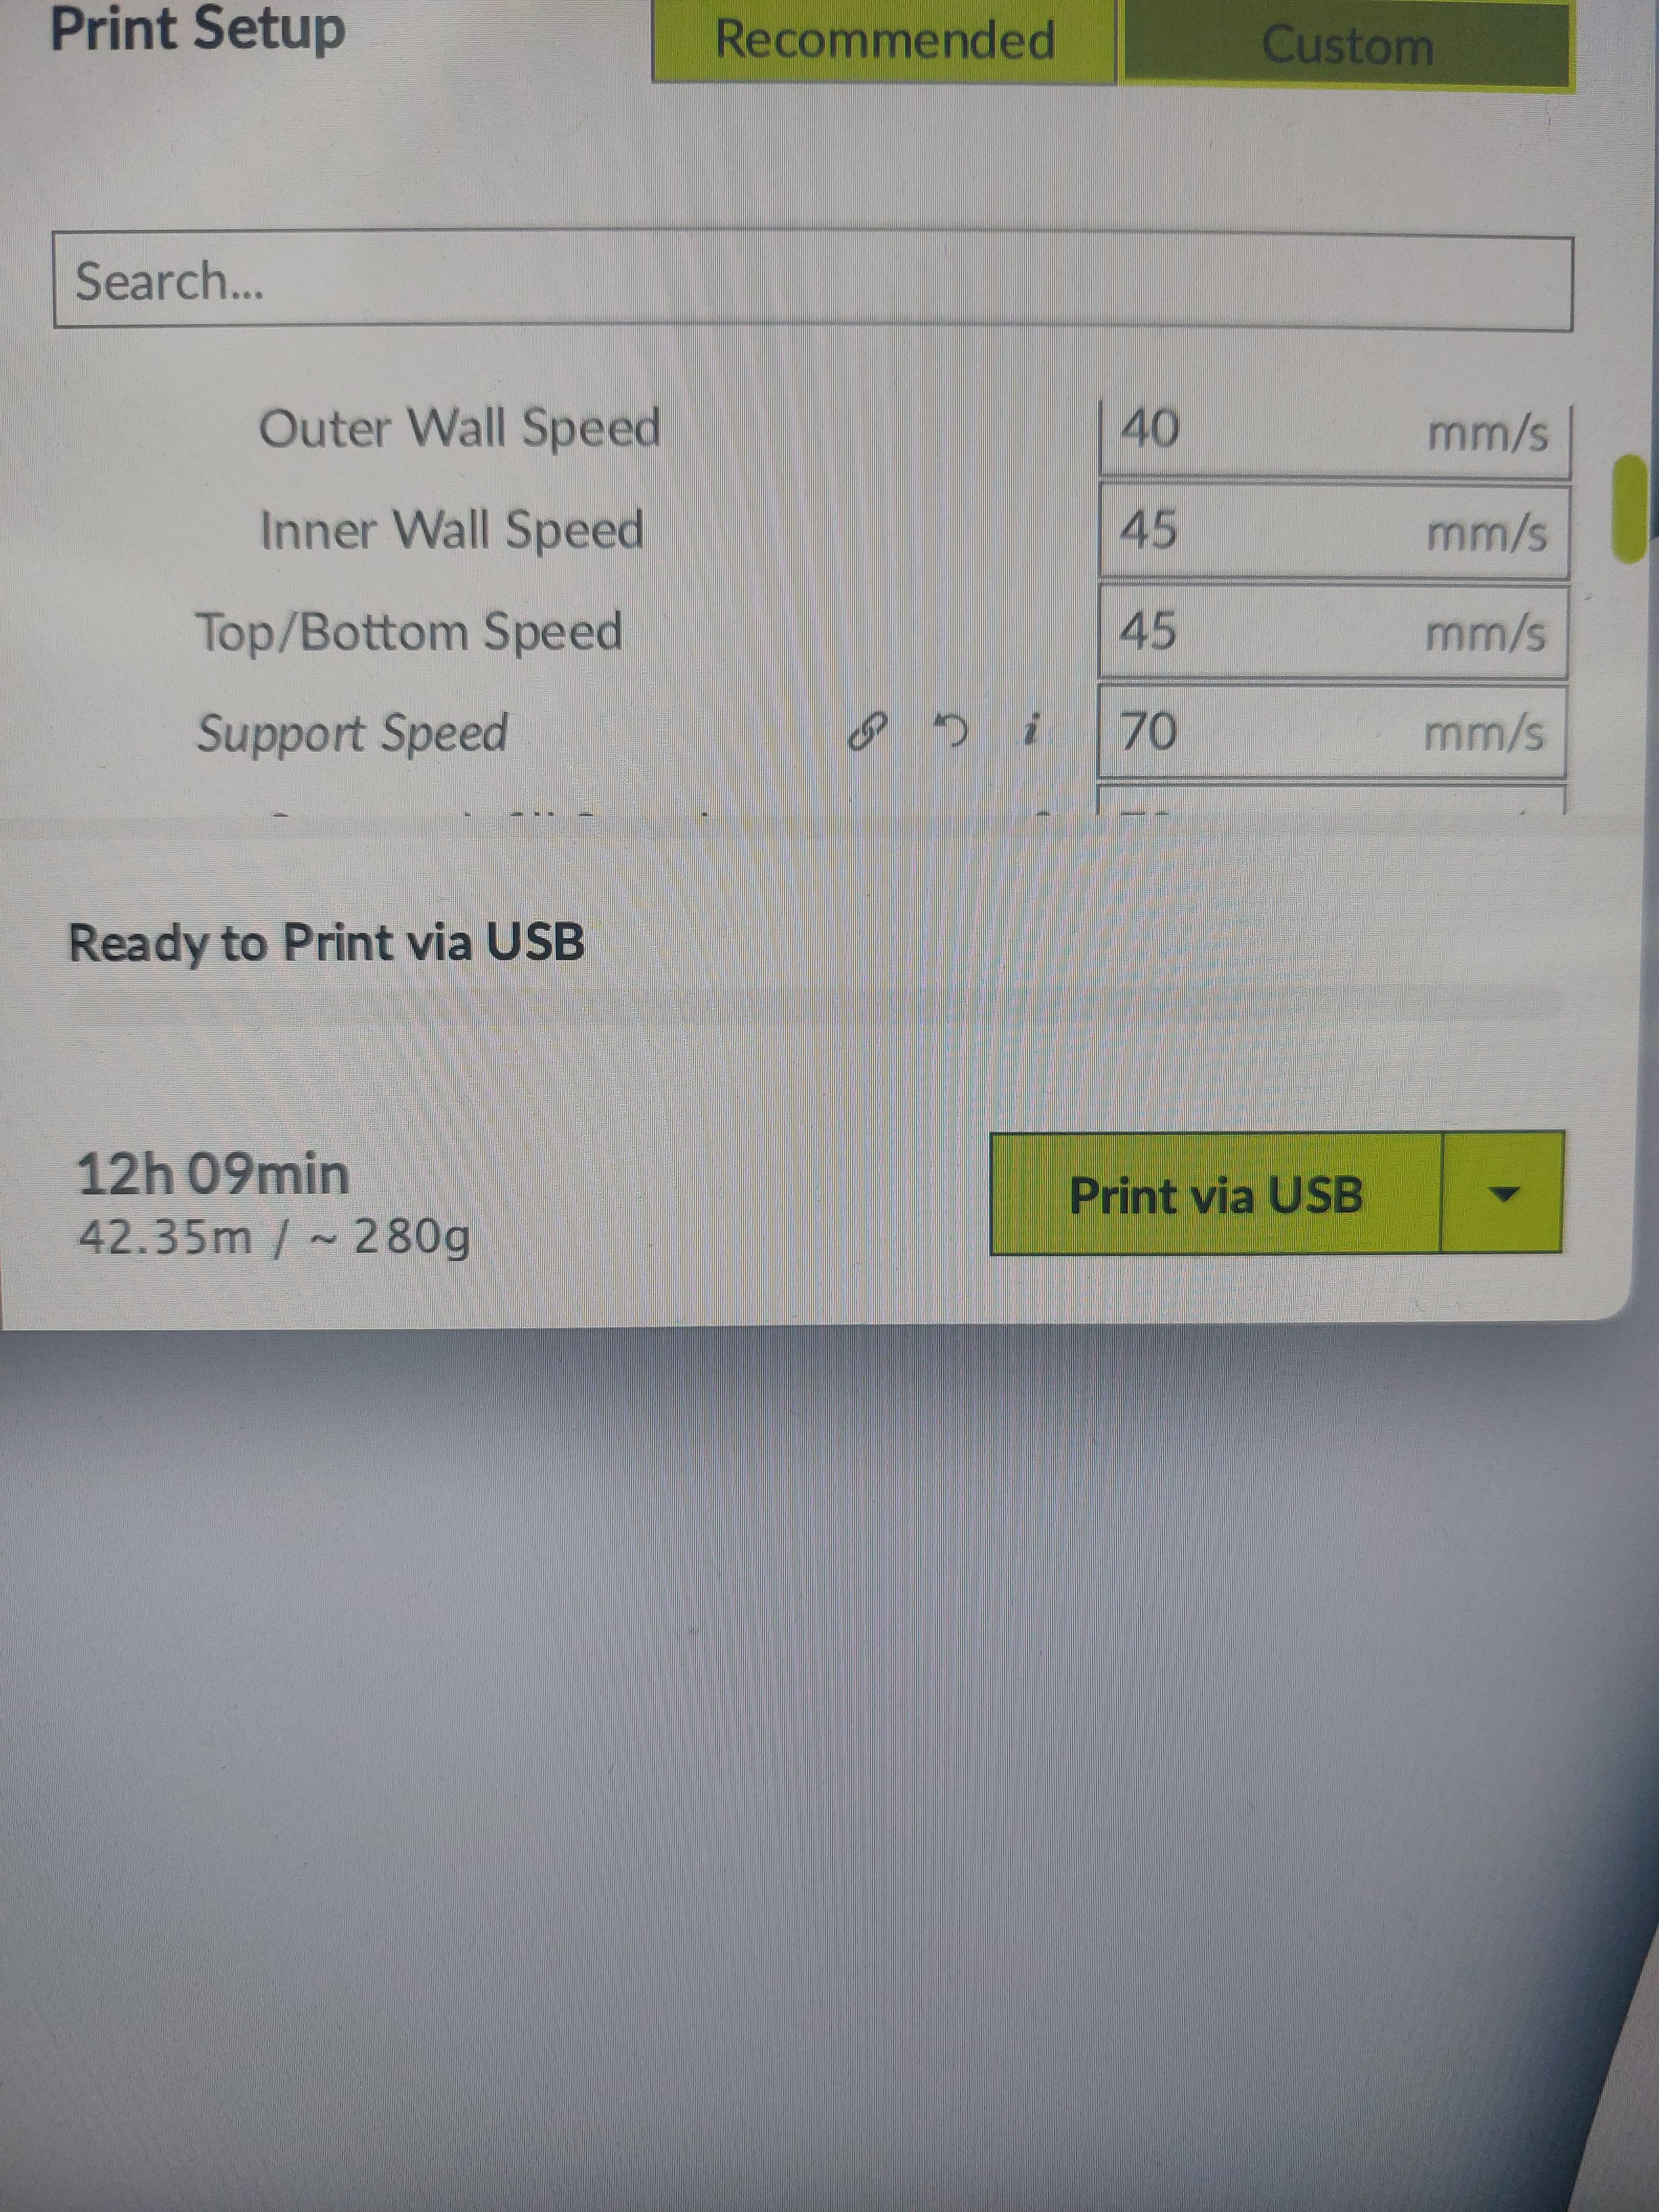 Print Setup Recommended Custom
Search...
Outer Wall Speed 40 mm/s
Inner Wall Speed 45 mm/s
Top/Bottom Speed 45 mm/s
Support Speed i 70 mm/s
Ready to Print via USB
12h 09min
42.35m / ~ 280g
Print via USB